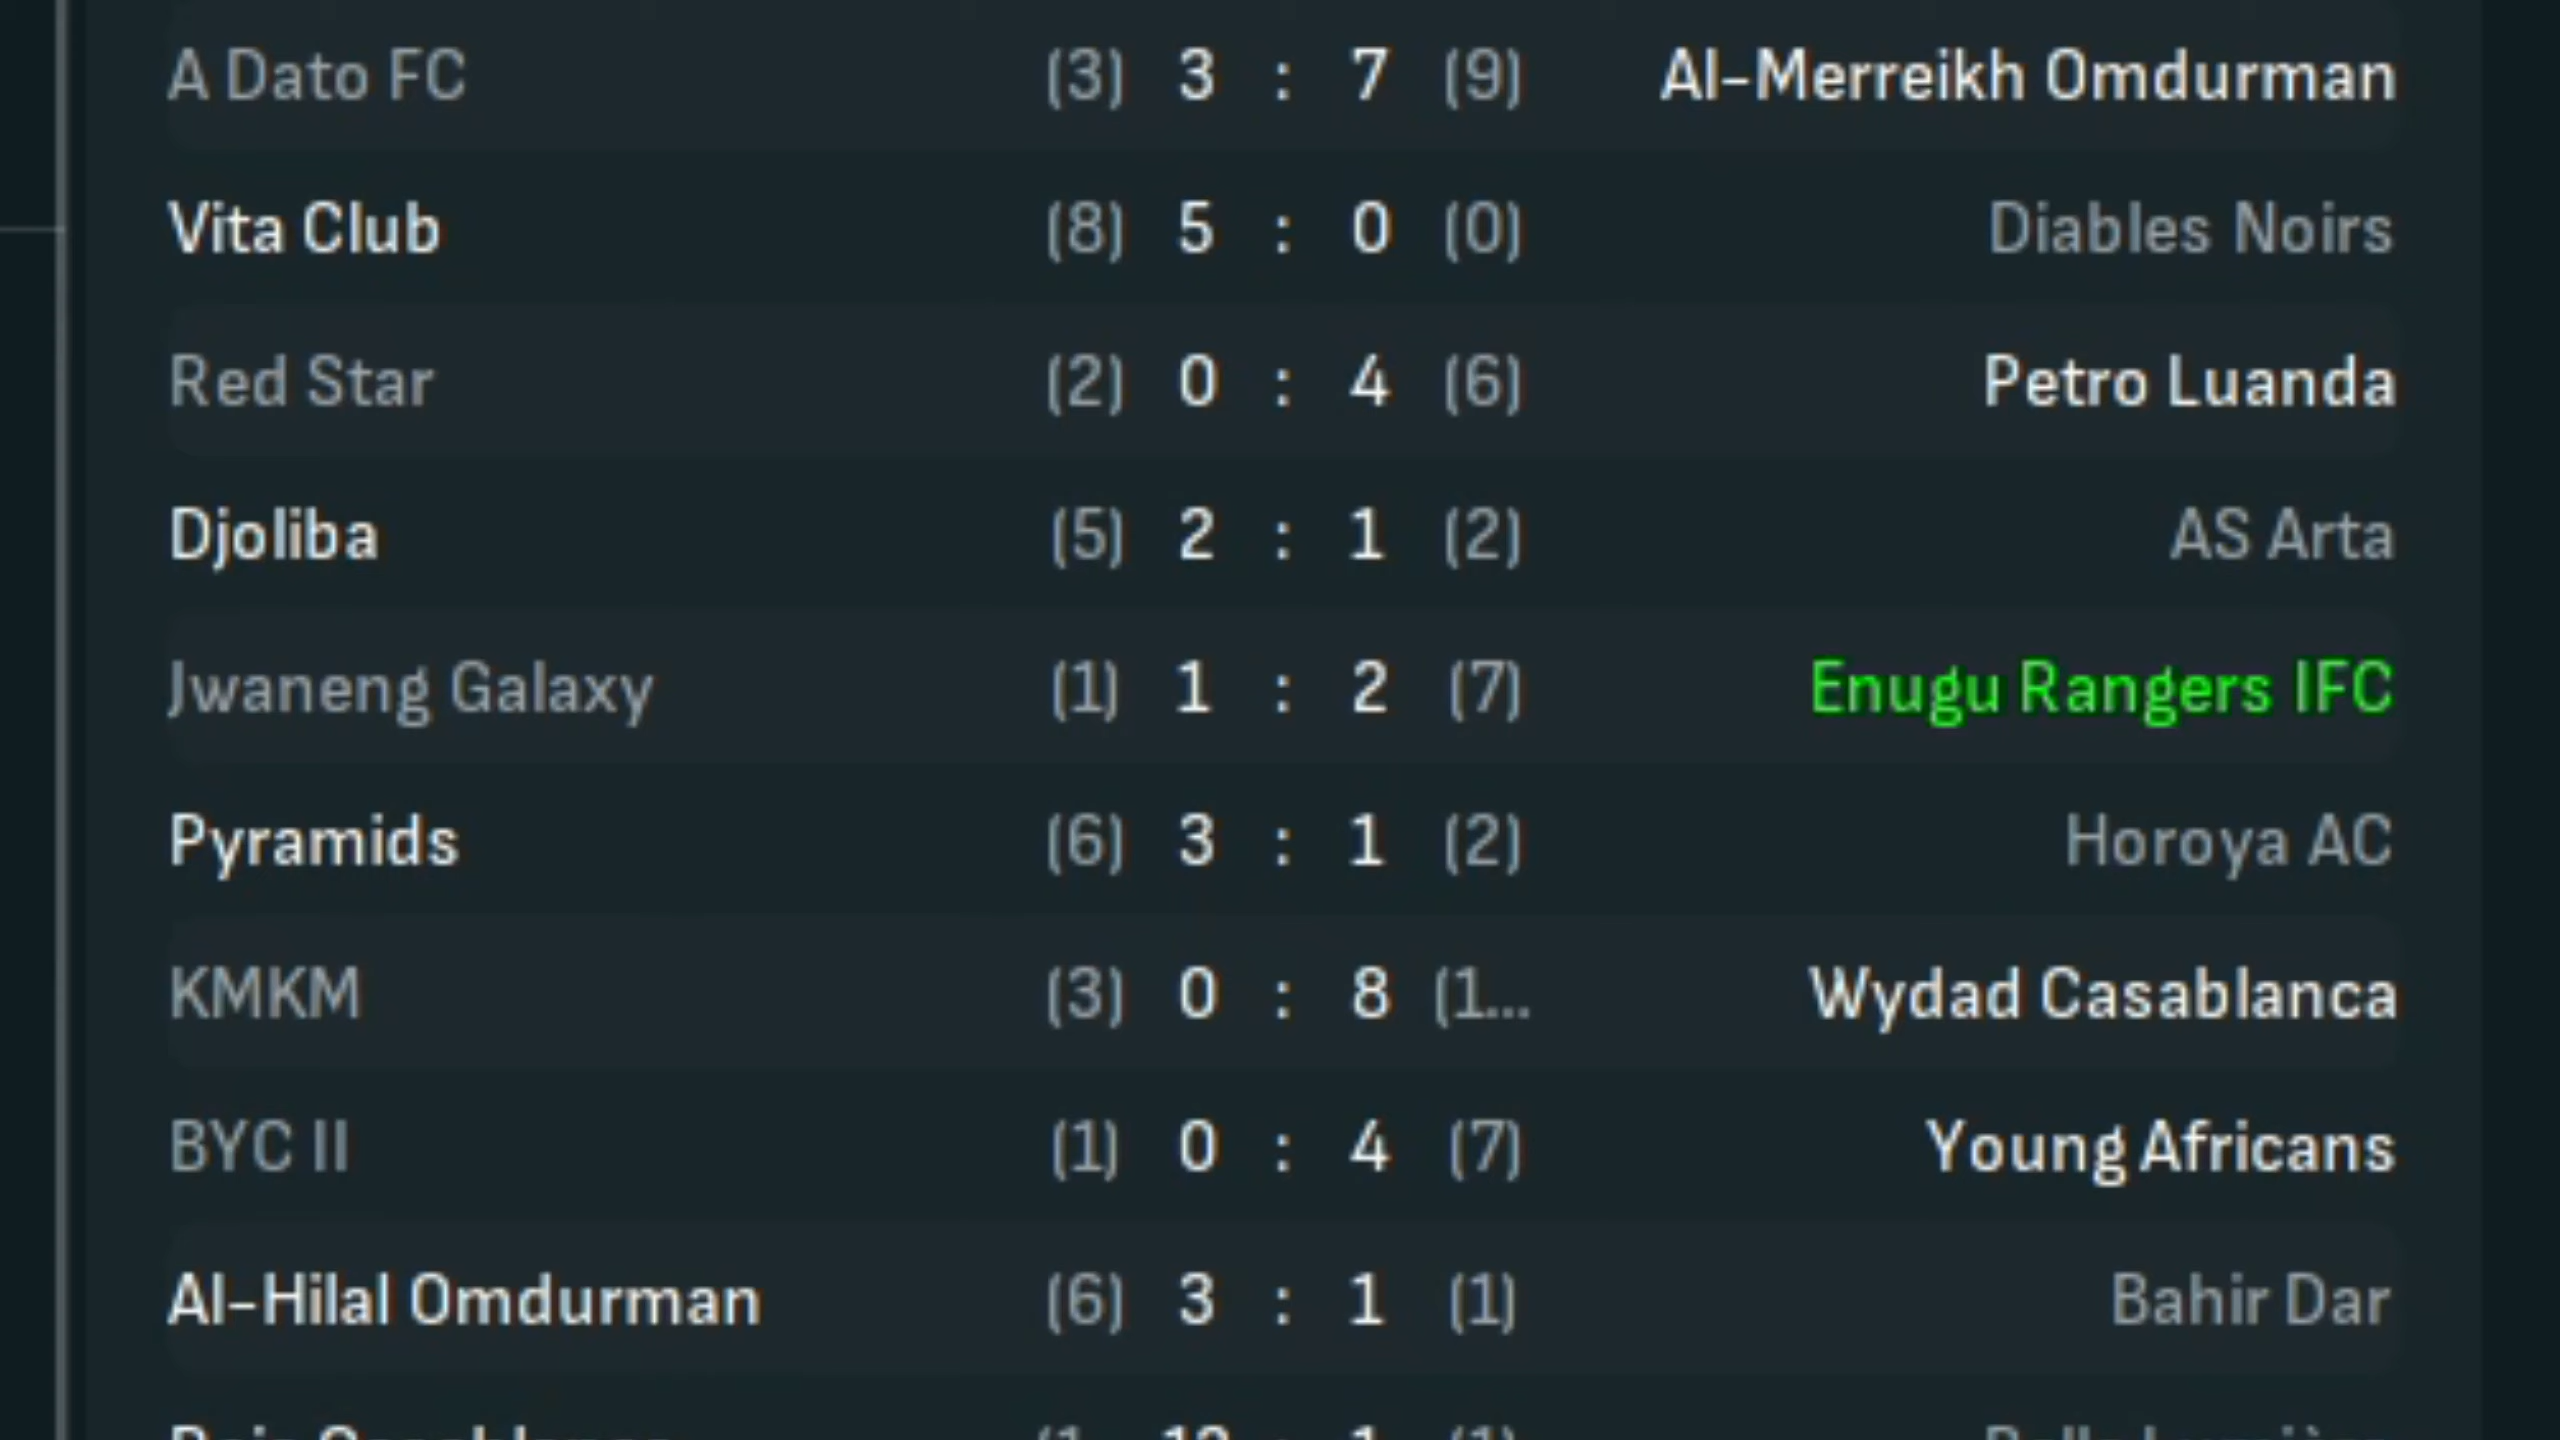 A Dato FC (3) 3 : 7 (9) Al-Merreikh Omdurman
Vita Club (8) 5 : 0 (0) Diables Noirs
Red Star (2) 0 : 4 (6) Petro Luanda
Djoliba (5) 2 : 1 (2) AS Arta
Jwaneng Galaxy (1) 1 : 2 (7) Enugu Rangers IFC
Pyramids (6) 3 : 1 (2) Horoya AC
KMKM (3) 0 : 8 (1... Wydad Casablanca
BYC II (1) 0 : 4 (7) Young Africans
Al-Hilal Omdurman (6) 3 : 1 (1) Bahir Dar